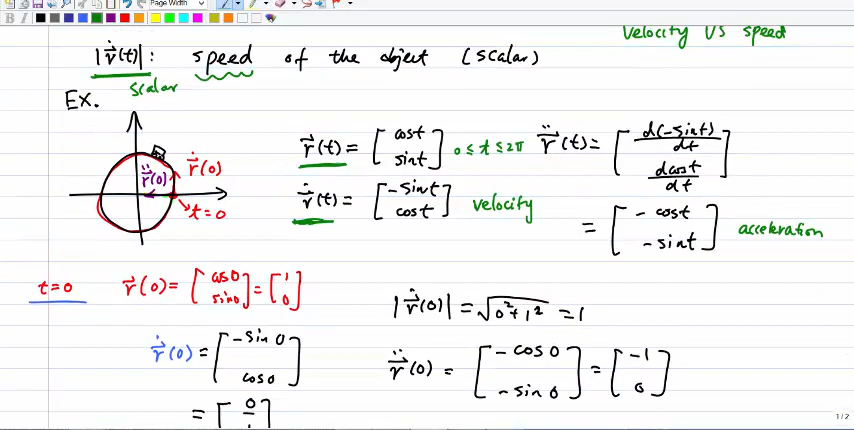 Page Width
B I
velocity VS speed
|ṙ⃗(t)| : speed of the object (scalar)
scalar
EX.
r⃗(t) = [cost sint] 0 ≤ t ≤ 2π r̈⃗(t) = [d(-sint)/dt dcost/dt]
ṙ⃗(0)
r̈⃗(0)
t=0
ṙ⃗(t) = [-sint cost] velocity
= [-cost -sint] acceleration
t=0 r⃗(0) = [cos0 sin0] = [1 0]
|ṙ⃗(0)| = √0²+1² = 1
ṙ⃗(0) = [-sin0 cos0]
r̈⃗(0) = [-cos0 -sin0] = [-1 0]
= [0 1]
1 / 2